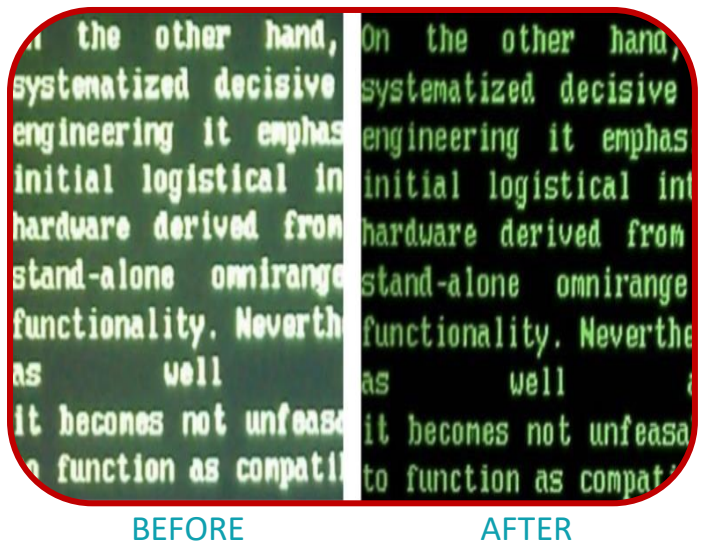 the other hand,
systematized decisive
engineering it emphas
initial logistical in
hardware derived from
stand-alone omnirange
functionality. Neverth
as well
it becomes not unfeasa
function as compatil
BEFORE
On the other hand,
systematized decisive
engineering it emphas
initial logistical int
hardware derived from
stand-alone omnirange
functionality. Neverthe
as well a
it becomes not unfeasa
to function as compat
AFTER